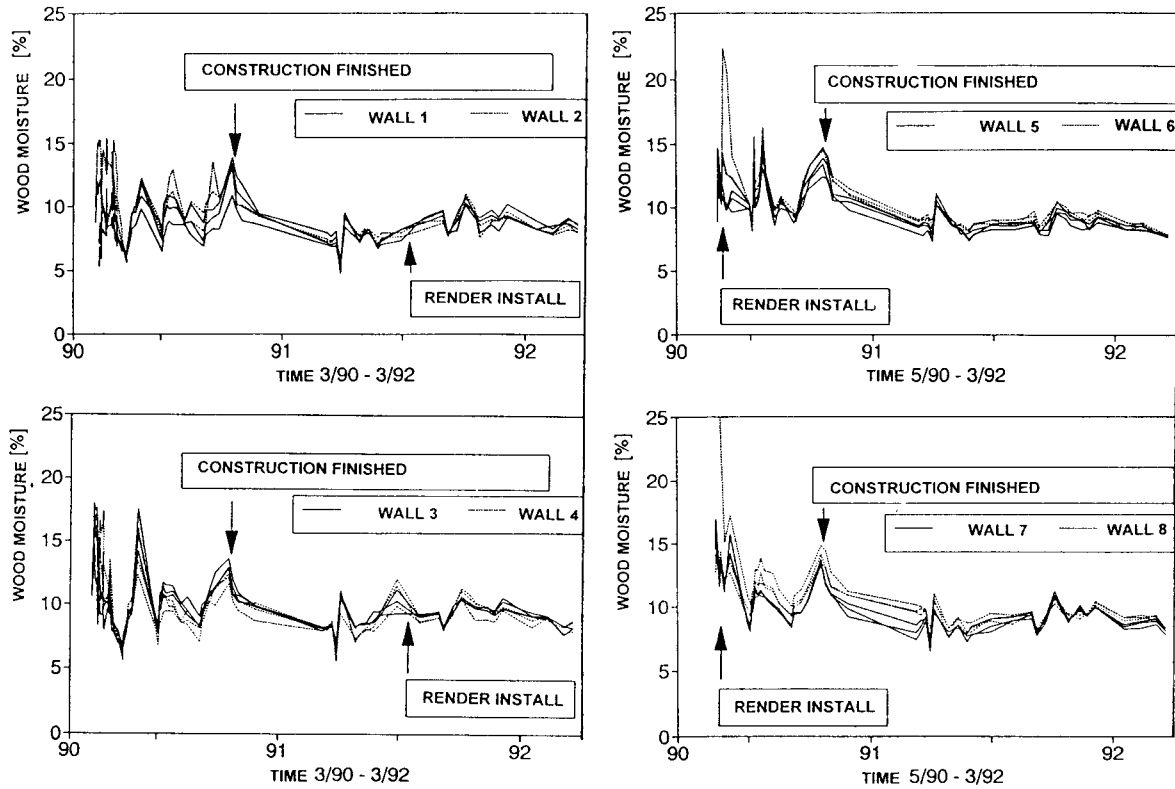 WOOD MOISTURE [%]
25
20
15
10
5
0
CONSTRUCTION FINISHED
WALL 1 WALL 2
RENDER INSTALL
90 91 92
TIME 3/90 - 3/92
WOOD MOISTURE [%]
25
20
15
10
5
0
CONSTRUCTION FINISHED
WALL 5 WALL 6
RENDER INSTALL.
90 91 92
TIME 5/90 - 3/92
WOOD MOISTURE [%]
25
20
15
10
5
0
CONSTRUCTION FINISHED
WALL 3 WALL 4
RENDER INSTALL
90 91 92
TIME 3/90 - 3/92
WOOD MOISTURE [%]
25
20
15
10
5
0
CONSTRUCTION FINISHED
WALL 7 WALL 8
RENDER INSTALL
90 91 92
TIME 5/90 - 3/92